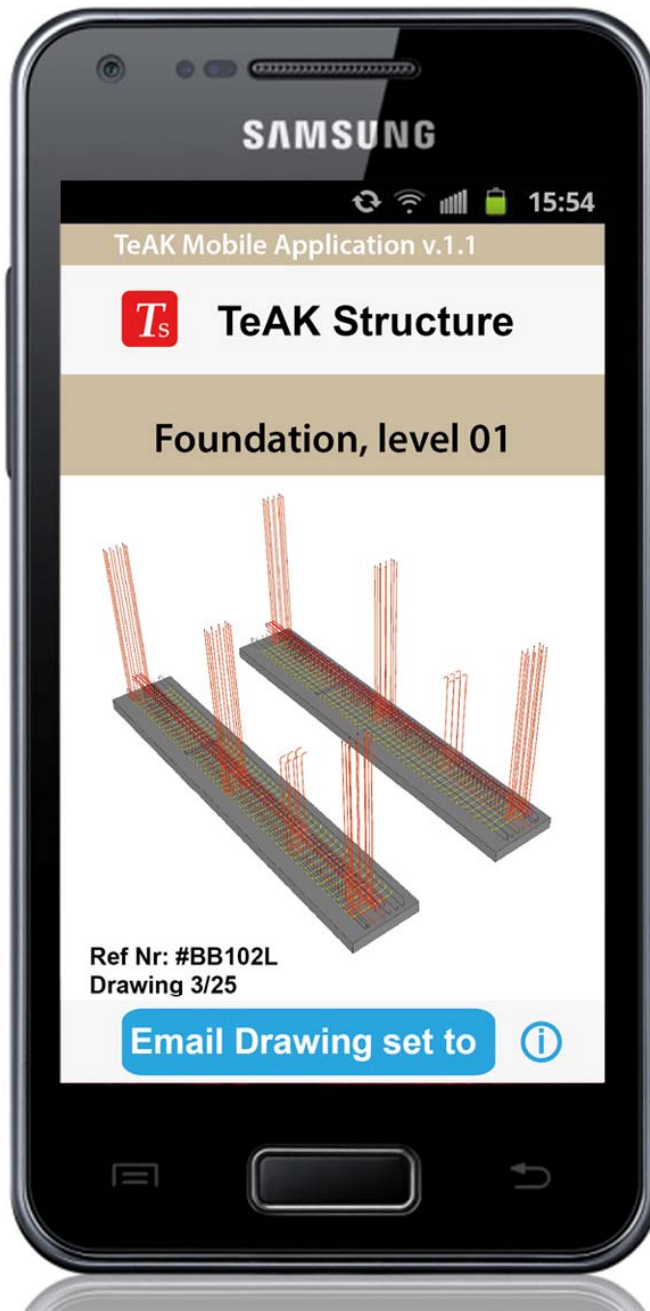 SAMSUNG
15:54
TeAK Mobile Application v.1.1
Ts TeAK Structure
Foundation, level 01
Ref Nr: #BB102L
Drawing 3/25
Email Drawing set to
i